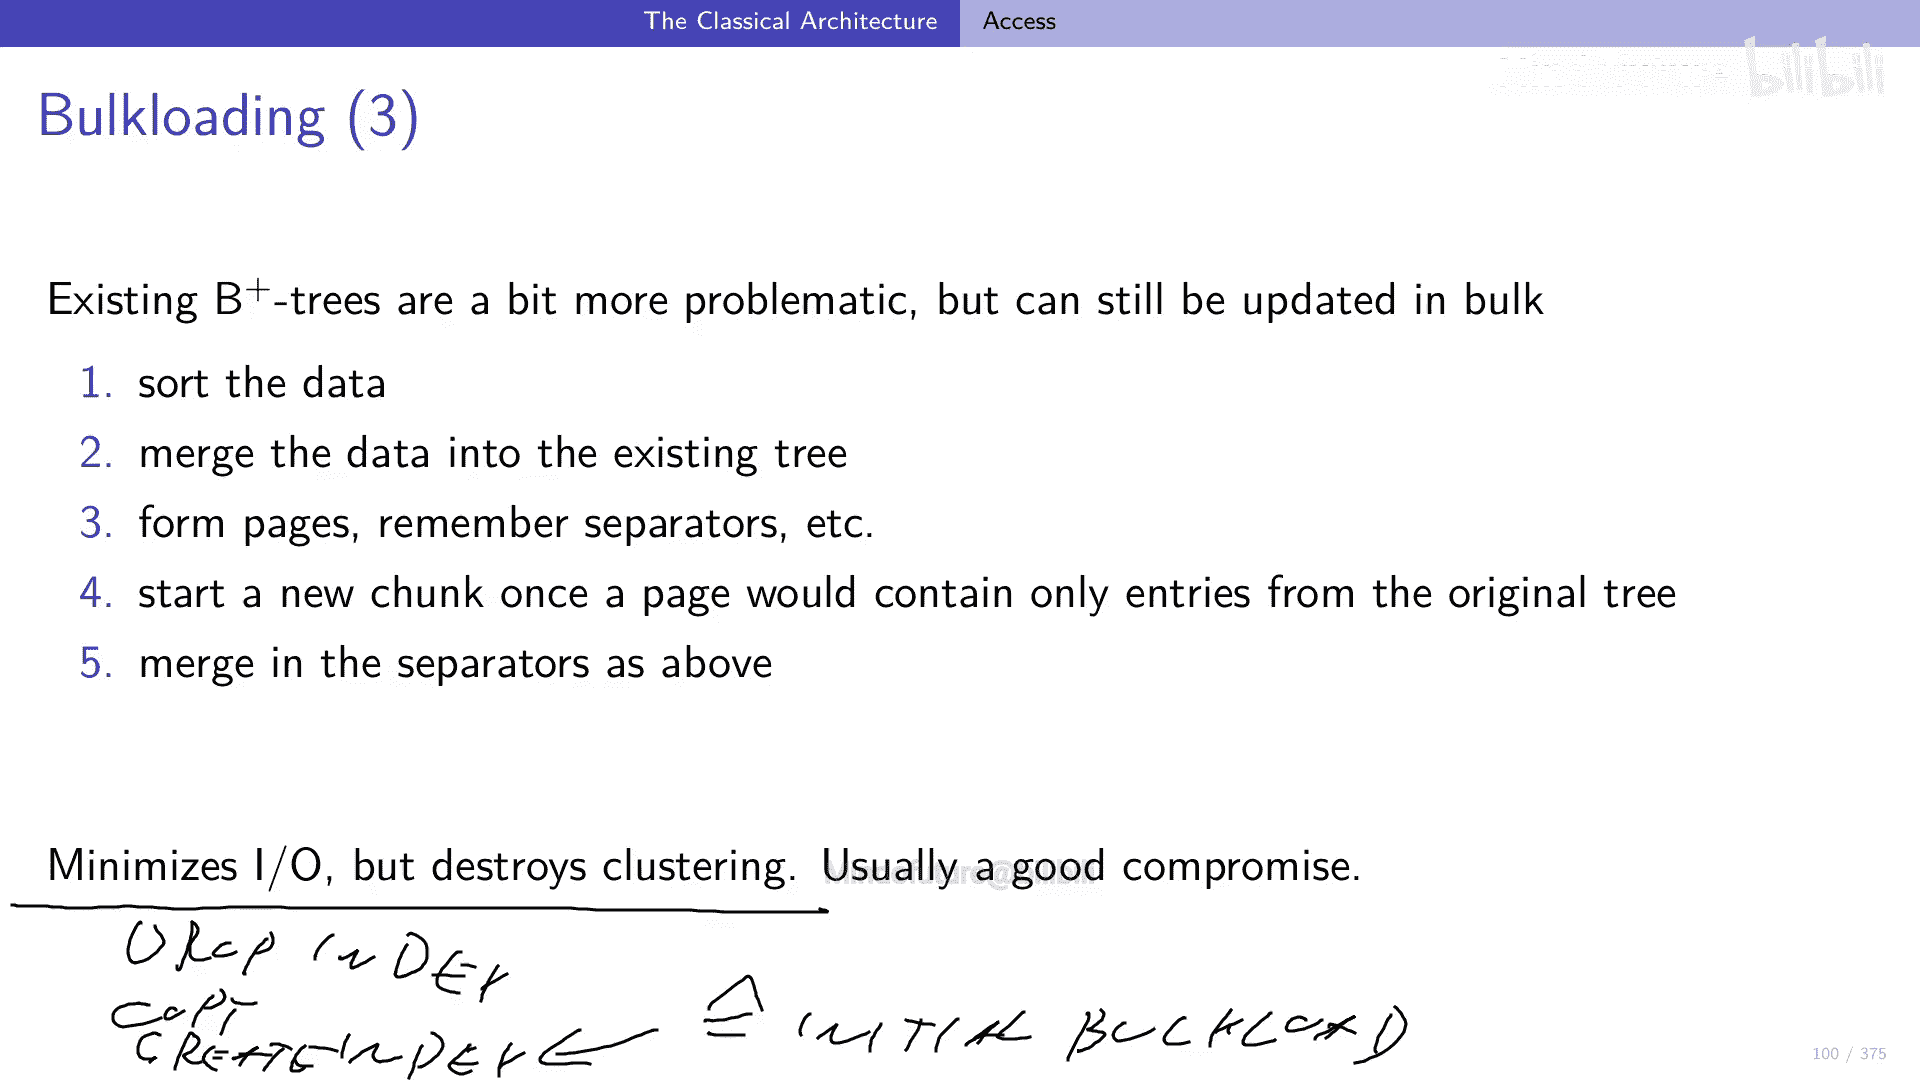 The Classical Architecture Access
bilibili
Bulkloading (3)
Existing B⁺-trees are a bit more problematic, but can still be updated in bulk
1. sort the data
2. merge the data into the existing tree
3. form pages, remember separators, etc.
4. start a new chunk once a page would contain only entries from the original tree
5. merge in the separators as above
Minimizes I/O, but destroys clustering. Usually a good compromise.
DROP INDEX
COPY
CREATE INDEX ← ≙ INITIAL BULKLOAD
100 / 375